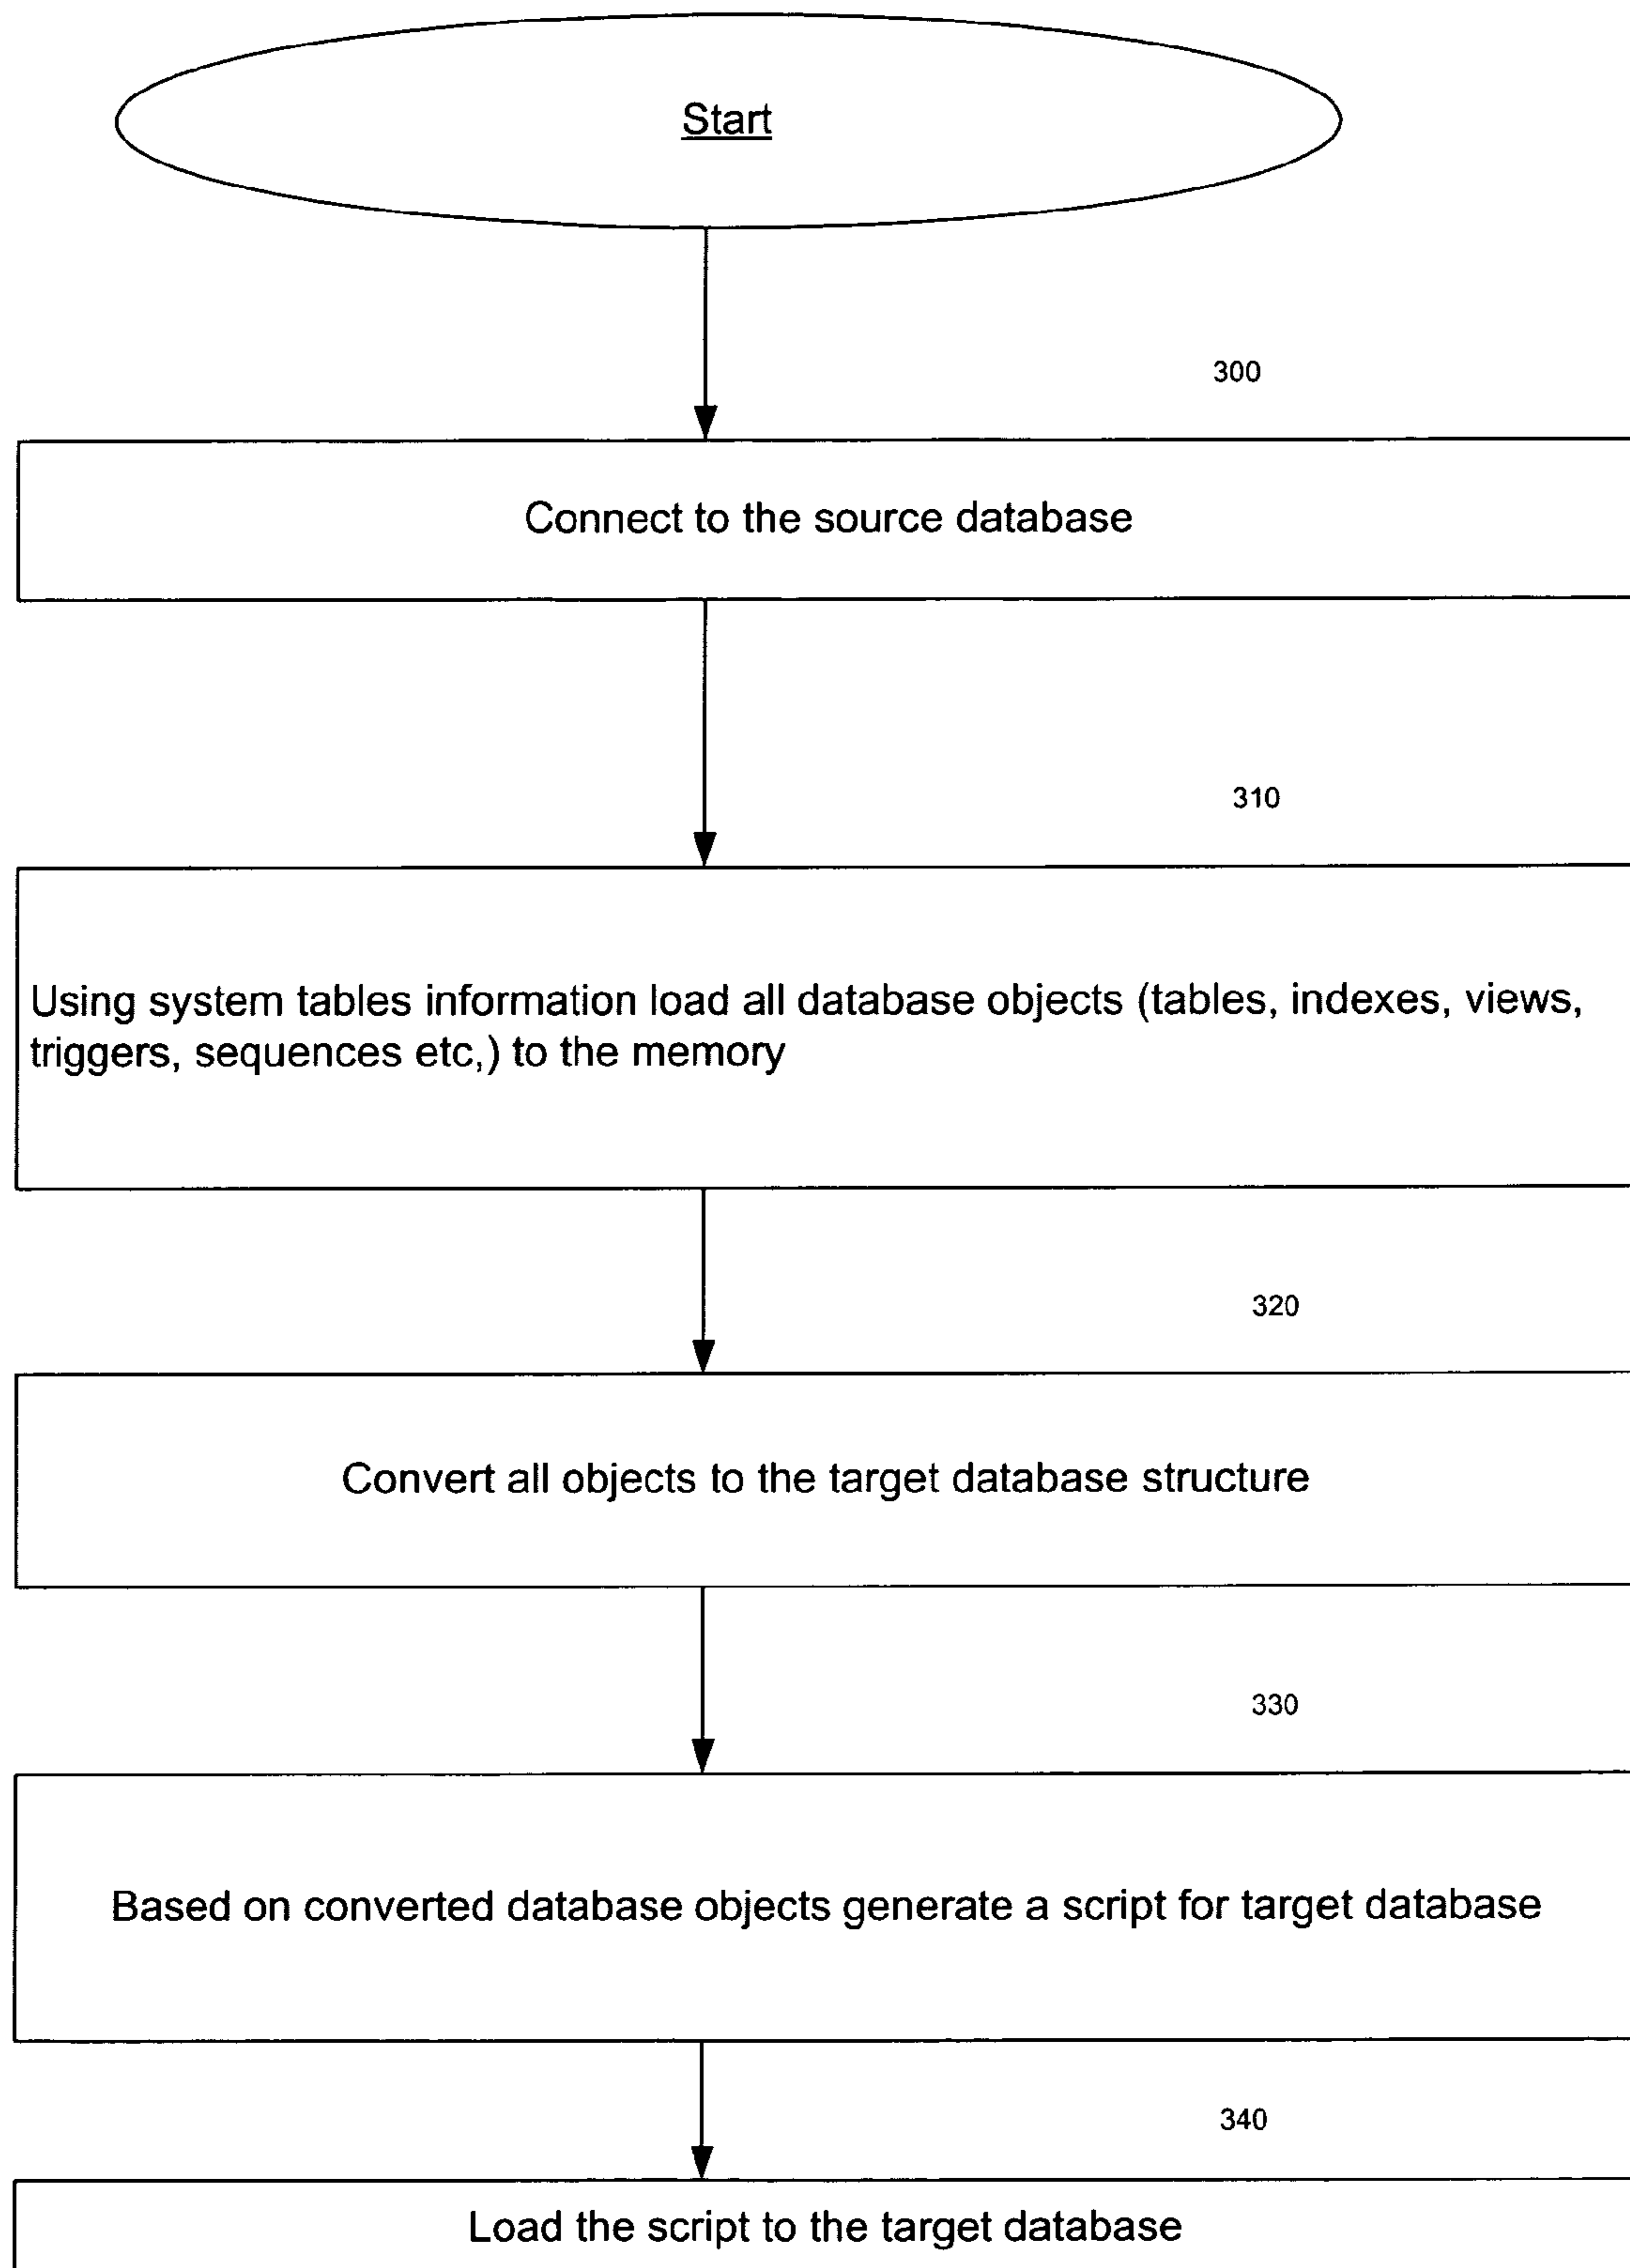 Start
300
Connect to the source database
310
Using system tables information load all database objects (tables, indexes, views,
triggers, sequences etc,) to the memory
320
Convert all objects to the target database structure
330
Based on converted database objects generate a script for target database
340
Load the script to the target database